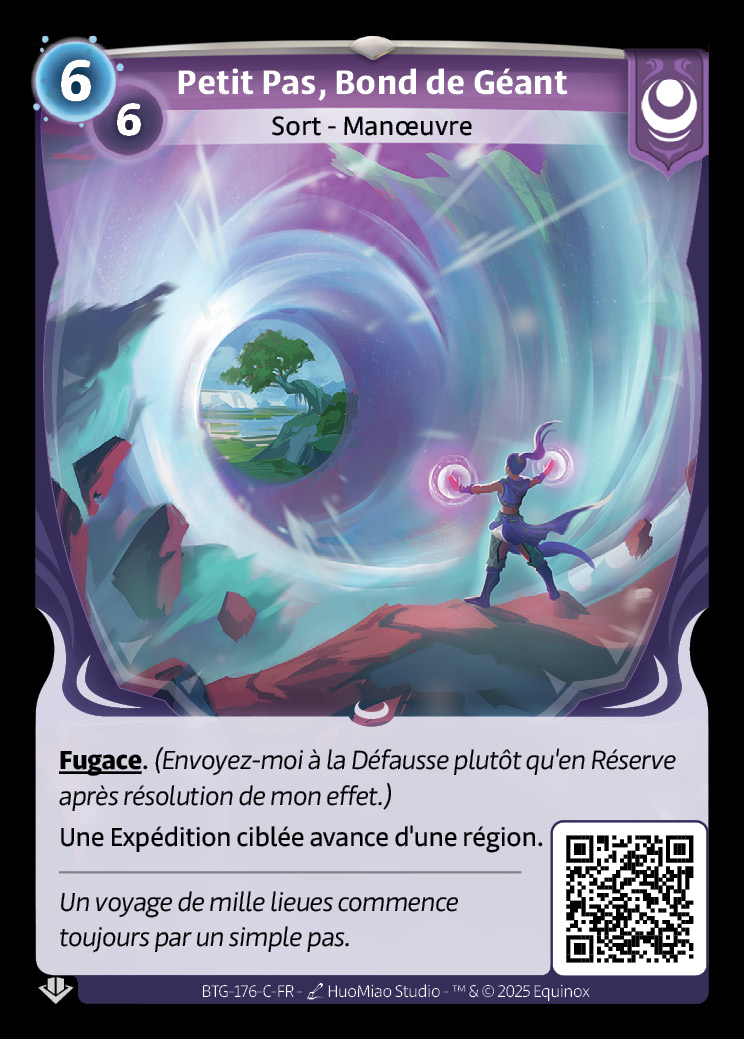 6
6
Petit Pas, Bond de Géant
Sort - Manœuvre
Fugace. (Envoyez-moi à la Défausse plutôt qu'en Réserve
après résolution de mon effet.)
Une Expédition ciblée avance d'une région.
Un voyage de mille lieues commence
toujours par un simple pas.
BTG-176-C-FR - HuoMiao Studio - ™ & © 2025 Equinox